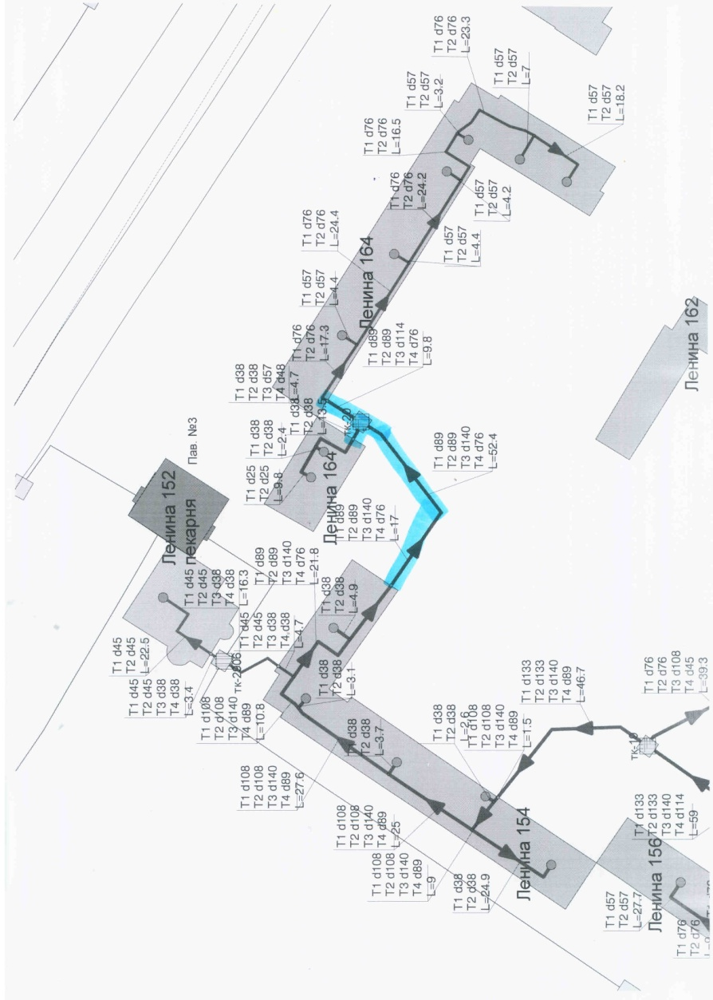 T1 d76
T2 d76
L=23.3
T1 d57
T2 d57
L=7
T1 d57
T2 d57
L=3.2
T1 d57
T2 d57
L=18.2
T1 d76
T2 d76
L=16.5
T1 d76
T2 d76
L=24.2
T1 d57
T2 d57
L=4.2
T1 d76
T2 d76
L=24.4
T1 d57
T2 d57
L=4.4
Ленина 164
T1 d57
T2 d57
L=4.4
T1 d76
T2 d76
L=17.3
T1 d89
T2 d89
T3 d114
T4 d76
L=9.8
Ленина 162
T1 d38
T2 d38
T3 d57
T4 d48
L=4.7
T1 d38
T2 d38
L=13.5
тк-20
T1 d38
T2 d38
L=2.4
T1 d25
T2 d25
L=9.8
Ленина 164
T1 d89
T2 d89
T3 d140
T4 d76
L=52.4
Пав. №3
Ленина 152
пекарня
T1 d89
T2 d89
T3 d140
T4 d76
L=17
T1 d45
T2 d45
T3 d38
T4 d38
L=16.3
T1 d89
T2 d89
T3 d140
T4 d76
L=21.8
T1 d38
T2 d38
L=4.9
T1 d45
T2 d45
T3 d38
T4 d38
L=4.7
T1 d45
T2 d45
L=22.5
T1 d45
T2 d45
T3 d38
T4 d38
L=3.4
T1 d108
T2 d108
T3 d140
T4 d89
L=10.8
T1 d38
T2 d38
L=3.1
T1 d38
T2 d38
L=3.7
T1 d108
T2 d108
T3 d140
T4 d89
L=27.6
T1 d38
T2 d38
L=2.6
T1 d108
T2 d108
T3 d140
T4 d89
L=1.5
T1 d133
T2 d133
T3 d140
T4 d89
L=46.7
T1 d76
T2 d76
T3 d108
T4 d45
L=39.3
T1 d108
T2 d108
T3 d140
T4 d89
L=25
T1 d108
T2 d108
T3 d140
T4 d89
L=9
Ленина 154
T1 d38
T2 d38
L=24.9
T1 d133
T2 d133
T3 d140
T4 d114
L=59
Ленина 156
T1 d57
T2 d57
L=27.7
T1 d76
T2 d76